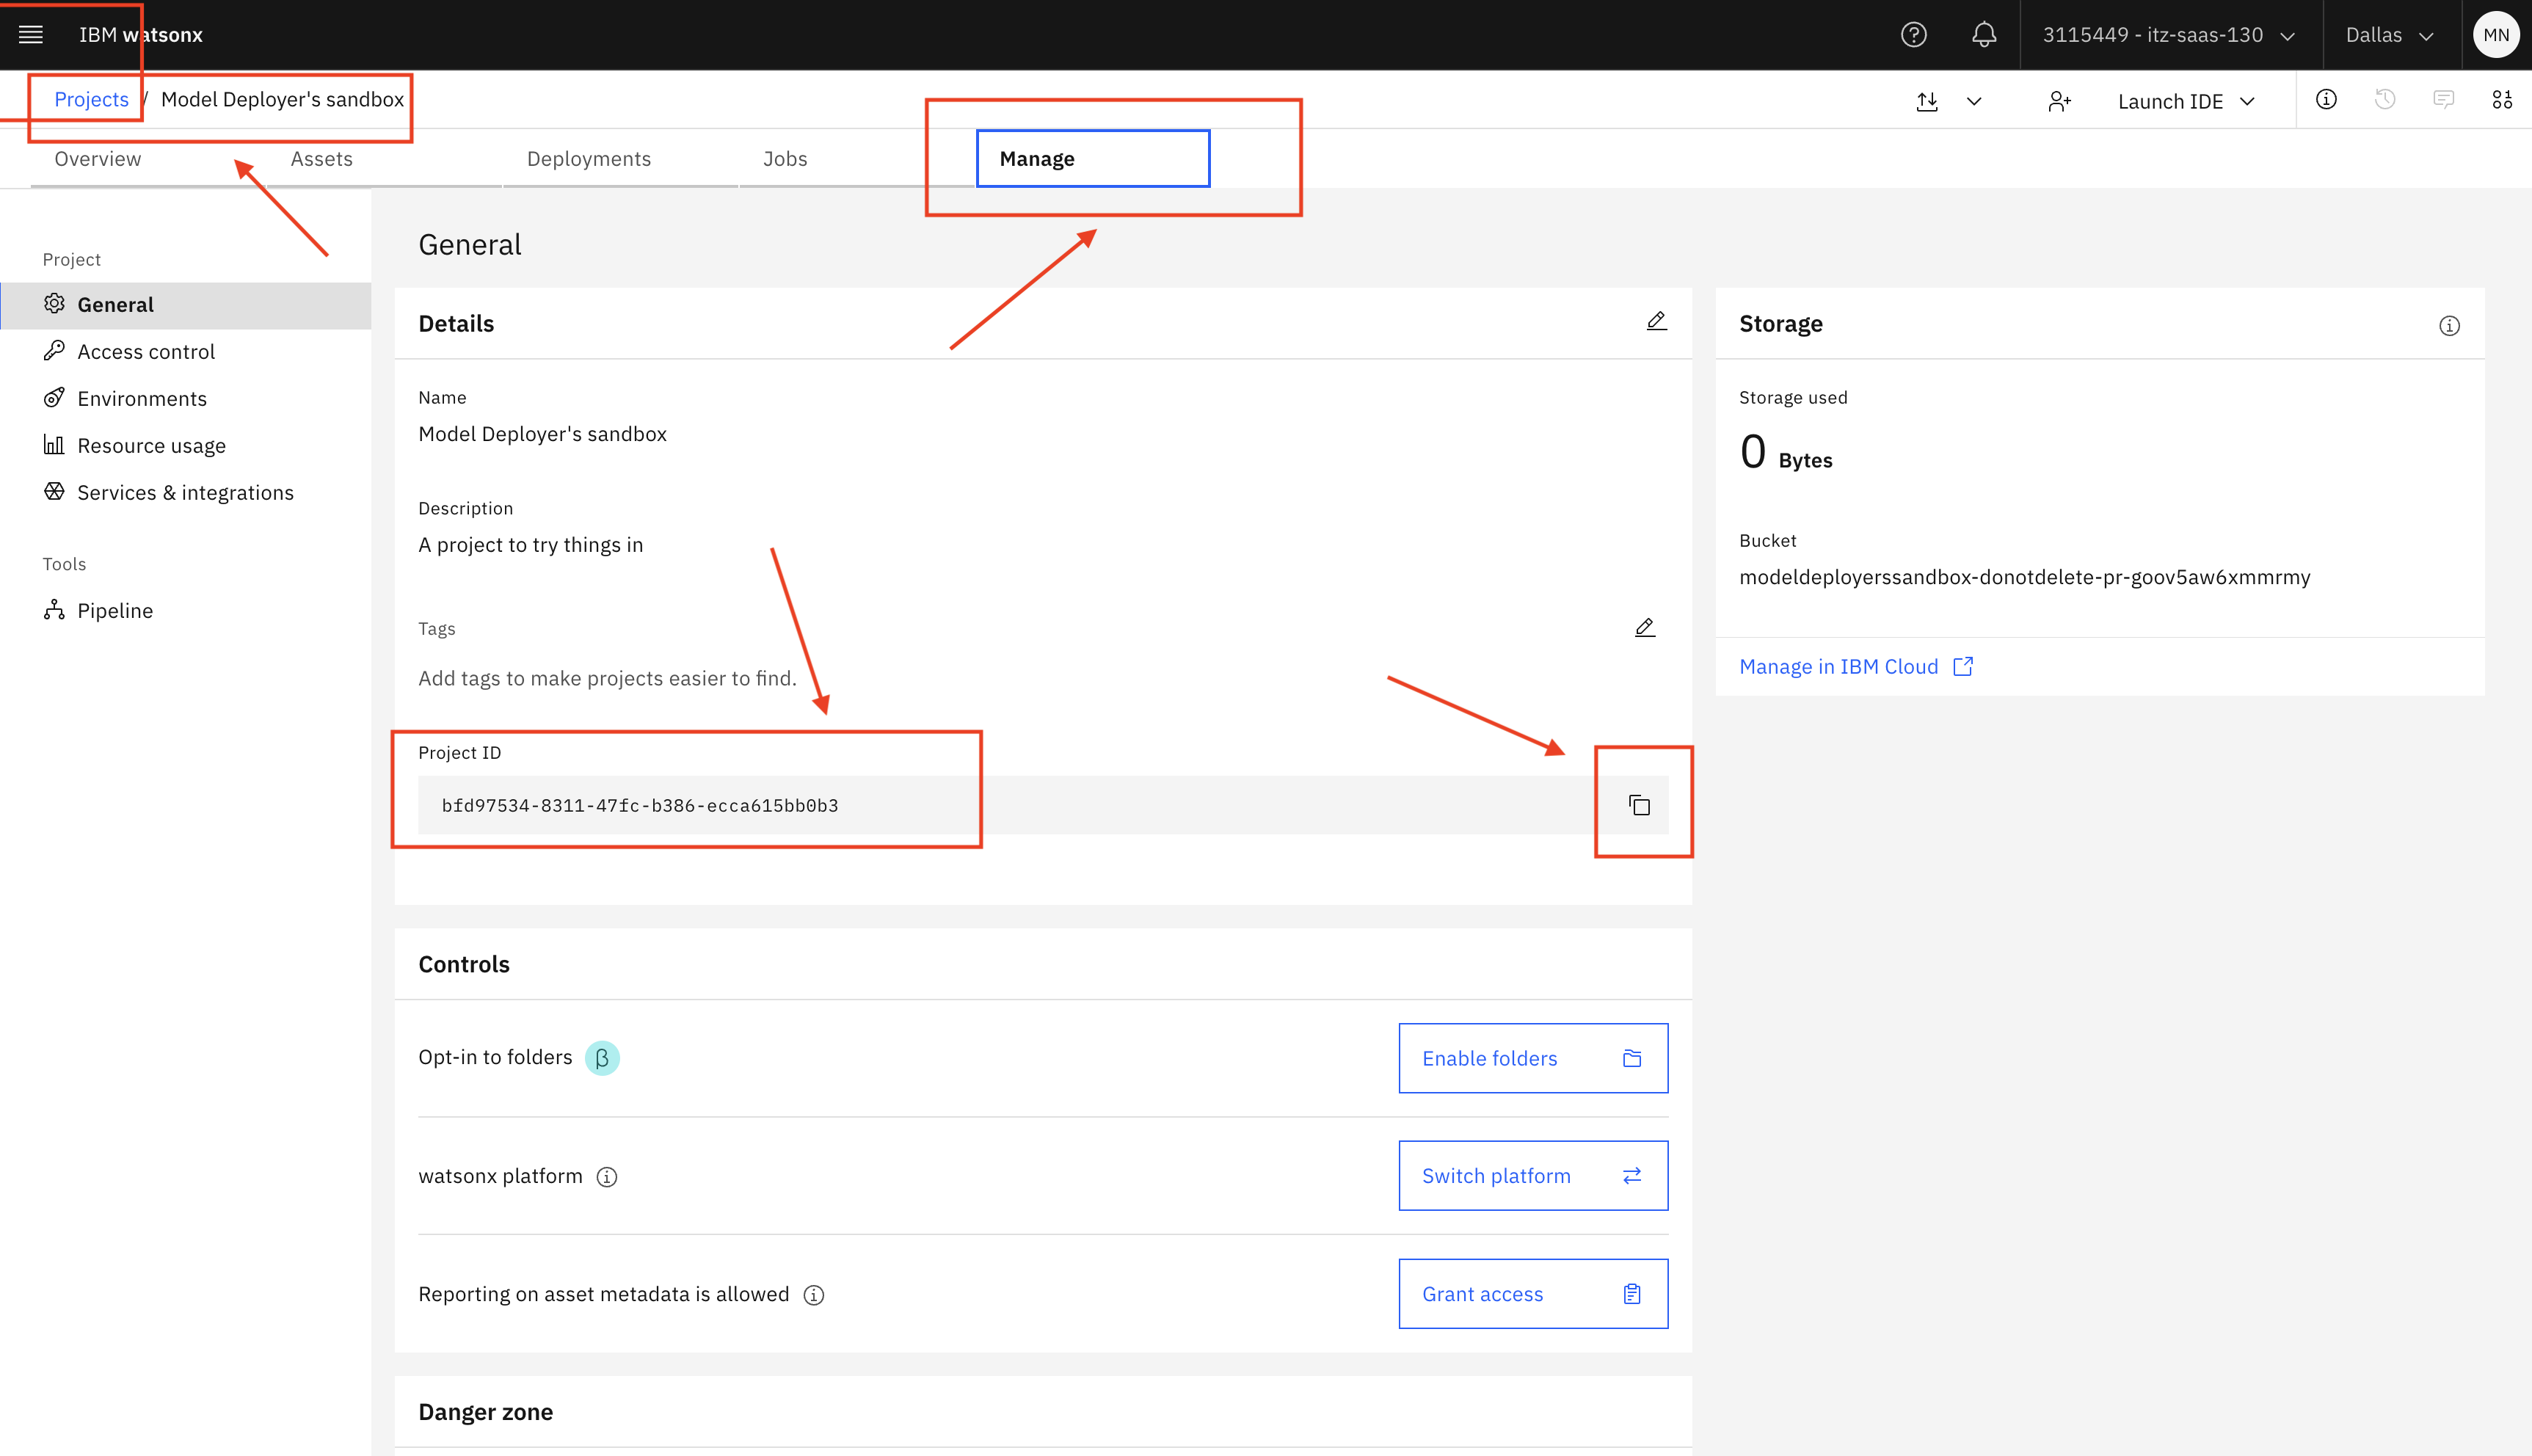 IBM watsonx
3115449 - itz-saas-130
Dallas
MN
Projects / Model Deployer's sandbox
Launch IDE
Overview
Assets
Deployments
Jobs
Manage
Project
General
Access control
Environments
Resource usage
Services & integrations
Tools
Pipeline
General
Details
Name
Model Deployer's sandbox
Description
A project to try things in
Tags
Add tags to make projects easier to find.
Project ID
bfd97534-8311-47fc-b386-ecca615bb0b3
Storage
Storage used
0 Bytes
Bucket
modeldeployerssandbox-donotdelete-pr-goov5aw6xmmrmy
Manage in IBM Cloud
Controls
Opt-in to folders β
Enable folders
watsonx platform
Switch platform
Reporting on asset metadata is allowed
Grant access
Danger zone